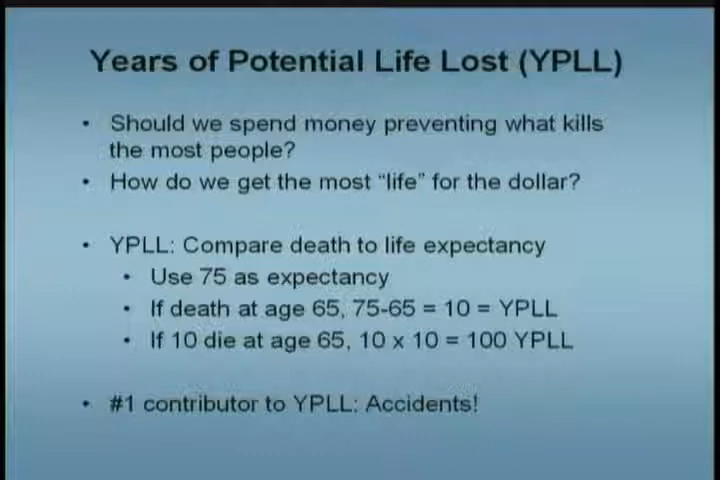 Years of Potential Life Lost (YPLL)
• Should we spend money preventing what kills
the most people?
• How do we get the most “life” for the dollar?
• YPLL: Compare death to life expectancy
• Use 75 as expectancy
• If death at age 65, 75-65 = 10 = YPLL
• If 10 die at age 65, 10 x 10 = 100 YPLL
• #1 contributor to YPLL: Accidents!